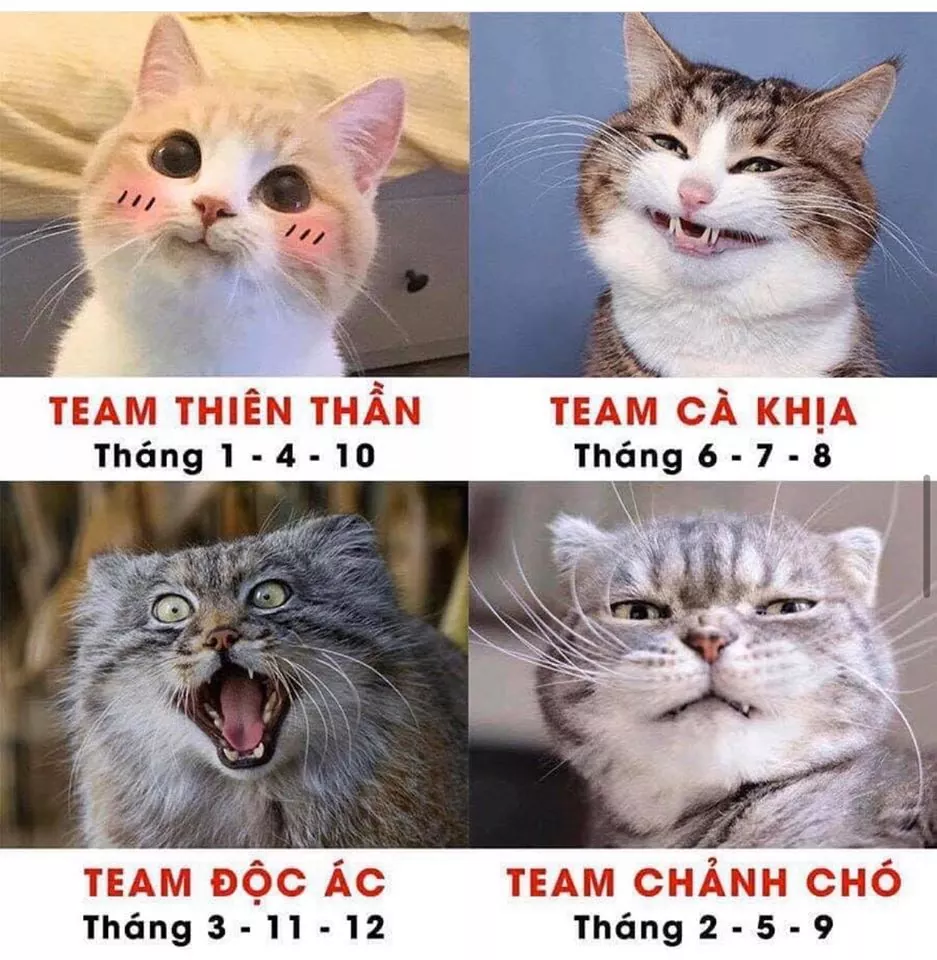 TEAM THIÊN THẦN
Tháng 1 - 4 - 10
TEAM CÀ KHỊA
Tháng 6 - 7 - 8
TEAM ĐỘC ÁC
Tháng 3 - 11 - 12
TEAM CHẢNH CHÓ
Tháng 2 - 5 - 9